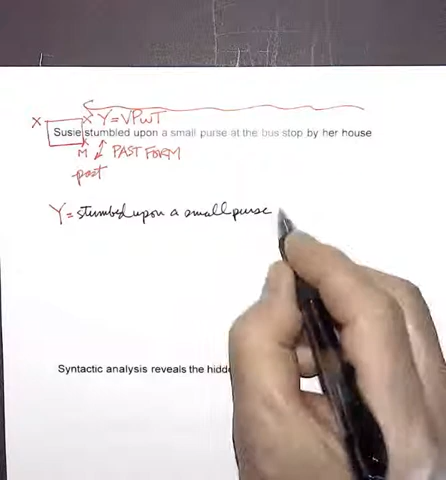 X X Y = VPWT
Susie stumbled upon a small purse at the bus stop by her house
M PAST FORM
past
Y = stumbled upon a small purse
Syntactic analysis reveals the